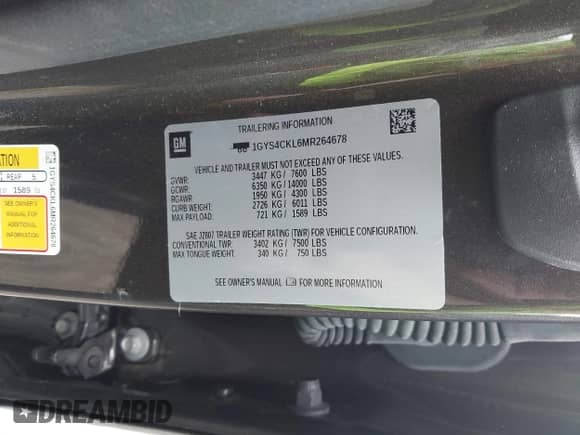 GM
TRAILERING INFORMATION
1GYS4CKL6MR264678
VEHICLE AND TRAILER MUST NOT EXCEED ANY OF THESE VALUES.
GVWR: 3447 KG / 7600 LBS
GCWR: 6350 KG / 14000 LBS
RGAWR: 1950 KG / 4300 LBS
CURB WEIGHT: 2726 KG / 6011 LBS
MAX PAYLOAD: 721 KG / 1589 LBS
SAE J2807 TRAILER WEIGHT RATING (TWR) FOR VEHICLE CONFIGURATION.
CONVENTIONAL TWR: 3402 KG / 7500 LBS
MAX TONGUE WEIGHT: 340 KG / 750 LBS
SEE OWNER'S MANUAL FOR MORE INFORMATION
ATION
REAR 5
1589
SEE OWNER'S
MANUAL FOR
ADDITIONAL
INFORMATION
1GYS4CKL6MR264678
DREAMBID